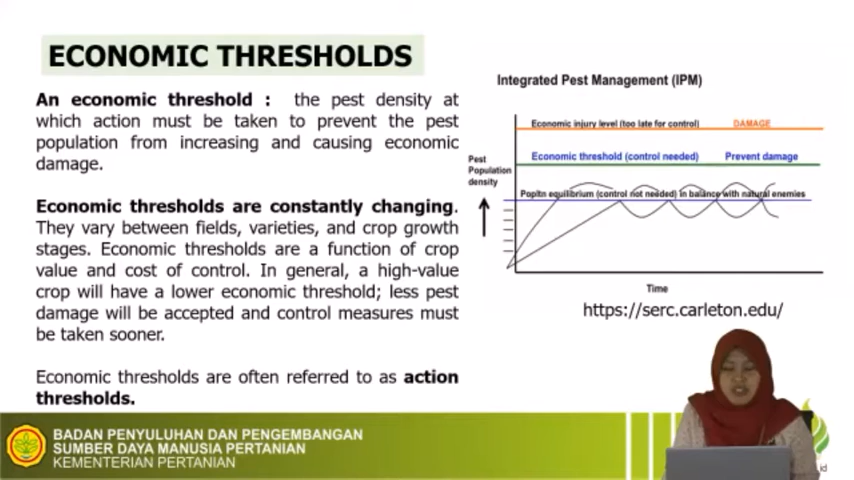 ECONOMIC THRESHOLDS
An economic threshold : the pest density at
which action must be taken to prevent the pest
population from increasing and causing economic
damage.
Economic thresholds are constantly changing.
They vary between fields, varieties, and crop growth
stages. Economic thresholds are a function of crop
value and cost of control. In general, a high-value
crop will have a lower economic threshold; less pest
damage will be accepted and control measures must
be taken sooner.
Economic thresholds are often referred to as action
thresholds.
Integrated Pest Management (IPM)
Economic injury level (too late for control) DAMAGE
Economic threshold (control needed) Prevent damage
Pest
Population
density
Popltn equilibrium (control not needed) in balance with natural enemies
Time
https://serc.carleton.edu/
BADAN PENYULUHAN DAN PENGEMBANGAN
SUMBER DAYA MANUSIA PERTANIAN
KEMENTERIAN PERTANIAN
id